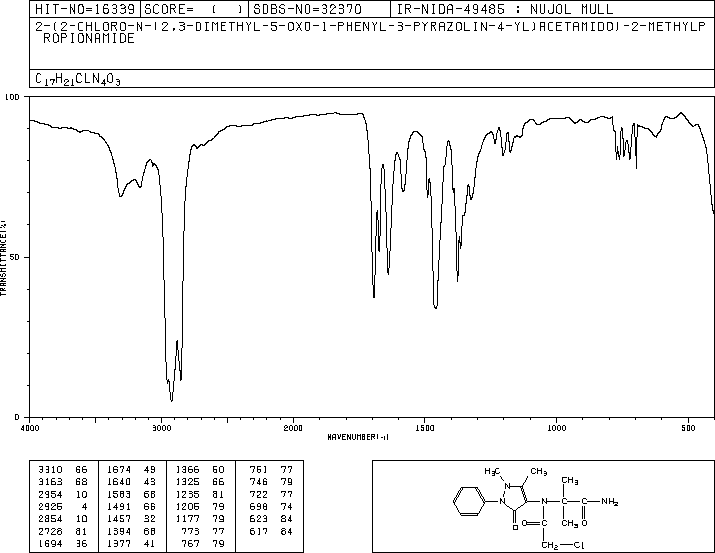 HIT-NO=16339 SCORE= ( ) SDBS-NO=32370 IR-NIDA-49485 : NUJOL MULL
2-(2-CHLORO-N-(2,3-DIMETHYL-5-OXO-1-PHENYL-3-PYRAZOLIN-4-YL)ACETAMIDO)-2-METHYLP
ROPIONAMIDE
C17H21CLN4O3
100
50
0
TRANSMITTANCE(%)
4000 3000 2000 1500 1000 500
WAVENUMBER(-1)
3310 66 1674 49 1366 50 761 77
3163 68 1640 43 1325 66 746 79
2954 10 1583 68 1235 81 722 77
2925 4 1491 66 1205 79 698 74
2854 10 1457 32 1177 79 623 84
2726 81 1394 68 773 77 617 84
1694 36 1377 41 767 79
H3C CH3
N CH3
N N C NH2
O CH3 O
O
CH2 Cl